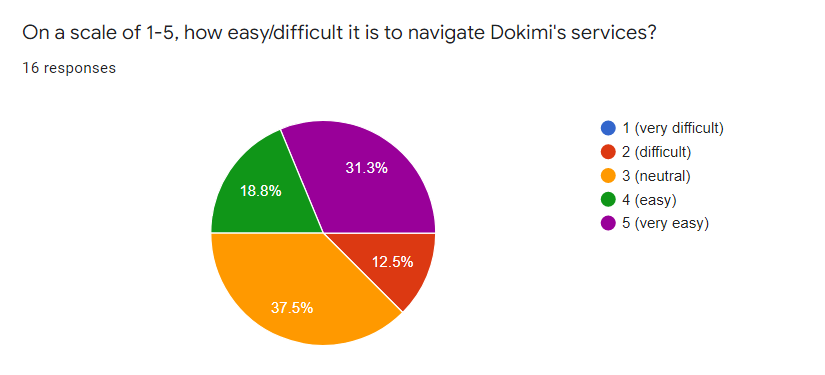 On a scale of 1-5, how easy/difficult it is to navigate Dokimi's services?
16 responses
31.3%
18.8%
12.5%
37.5%
1 (very difficult)
2 (difficult)
3 (neutral)
4 (easy)
5 (very easy)